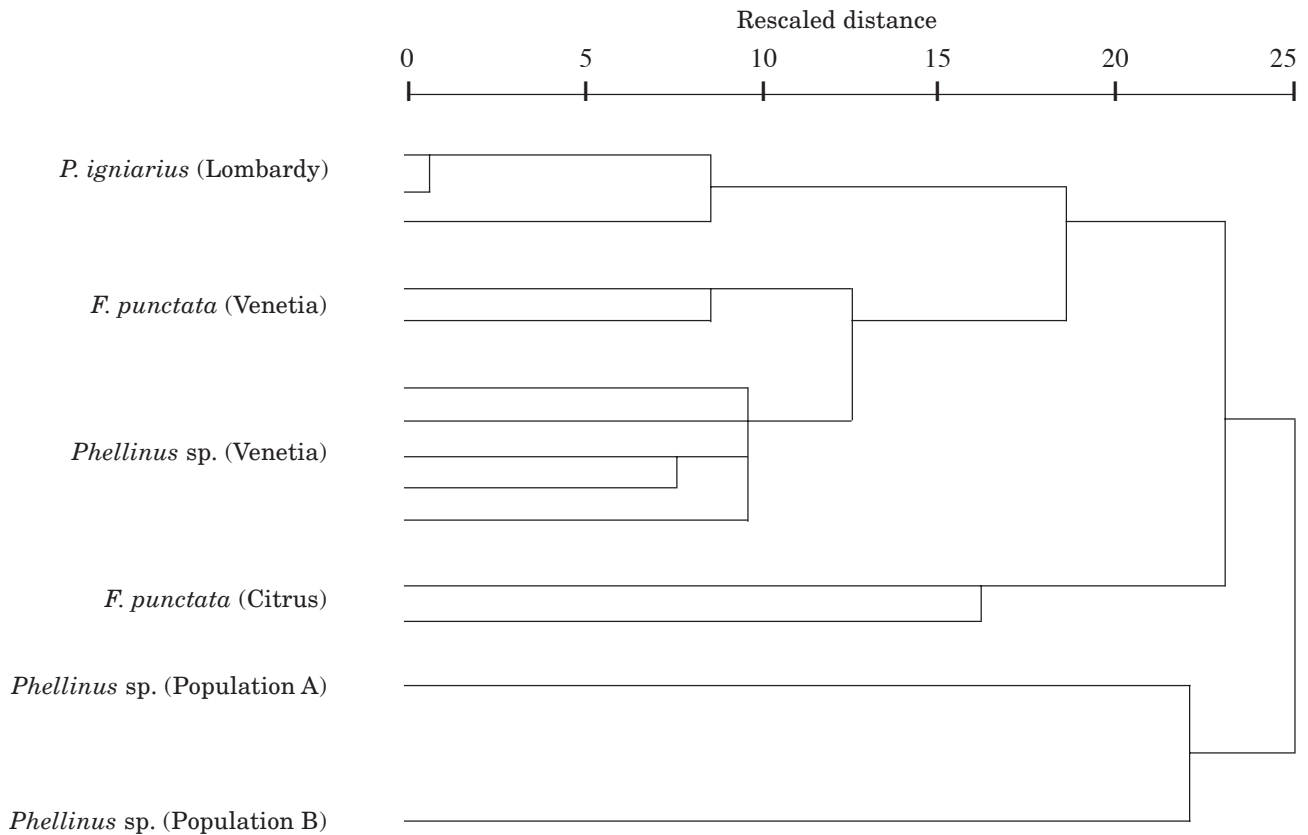 Rescaled distance
0 5 10 15 20 25
P. igniarius (Lombardy)
F. punctata (Venetia)
Phellinus sp. (Venetia)
F. punctata (Citrus)
Phellinus sp. (Population A)
Phellinus sp. (Population B)